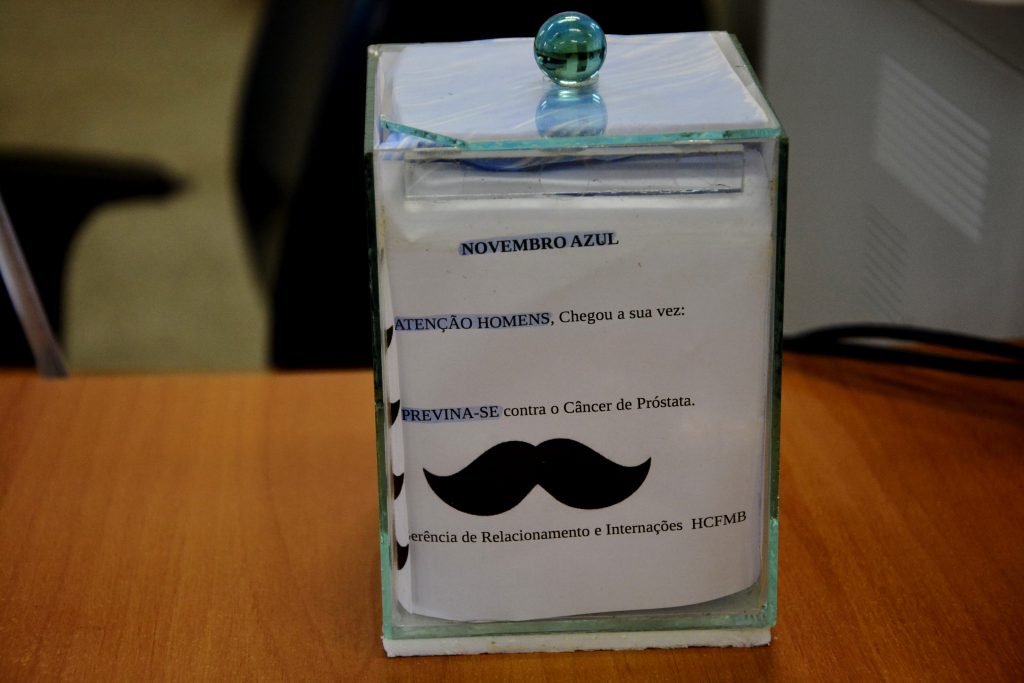 NOVEMBRO AZUL
ATENÇÃO HOMENS, Chegou a sua vez:
PREVINA-SE contra o Câncer de Próstata.
erência de Relacionamento e Internações HCFMB